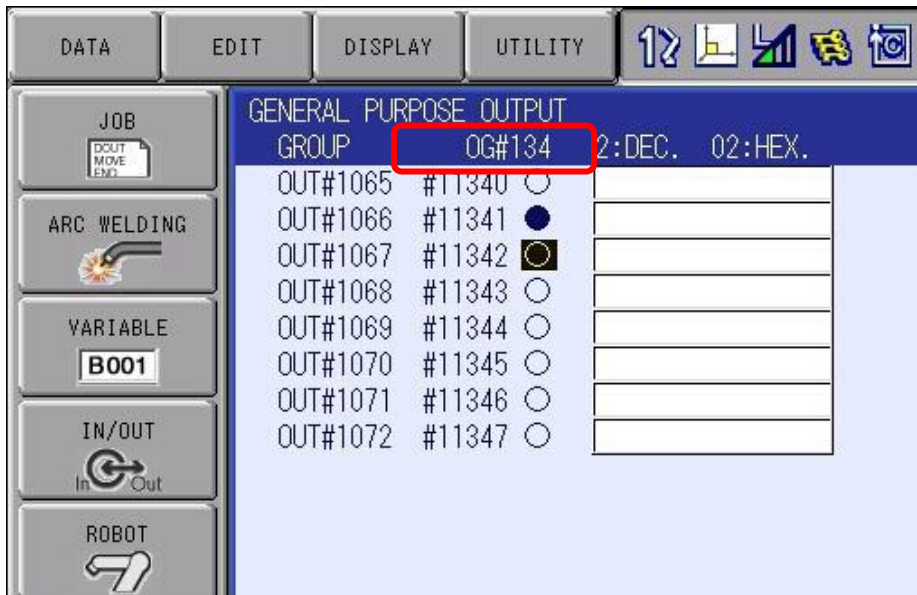 DATA EDIT DISPLAY UTILITY
JOB
DOUT
MOVE
END
ARC WELDING
VARIABLE
B001
IN/OUT
In Out
ROBOT
GENERAL PURPOSE OUTPUT
GROUP OG#134 2:DEC. 02:HEX.
OUT#1065 #11340
OUT#1066 #11341
OUT#1067 #11342
OUT#1068 #11343
OUT#1069 #11344
OUT#1070 #11345
OUT#1071 #11346
OUT#1072 #11347